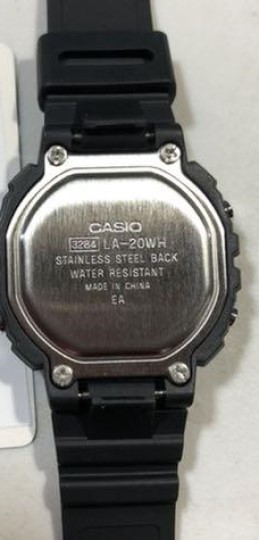 CASIO
3284 LA-20WH
STAINLESS STEEL BACK
WATER RESISTANT
MADE IN CHINA
EA